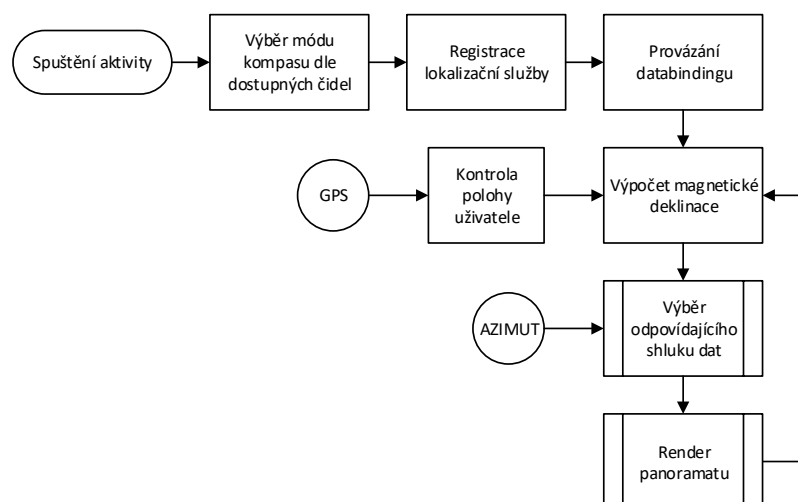 Spuštění aktivity
Výběr módu
kompasu dle
dostupných čidel
Registrace
lokalizační služby
Provázání
databindingu
GPS
Kontrola
polohy
uživatele
Výpočet magnetické
deklinace
AZIMUT
Výběr
odpovídajícího
shluku dat
Render
panoramatu